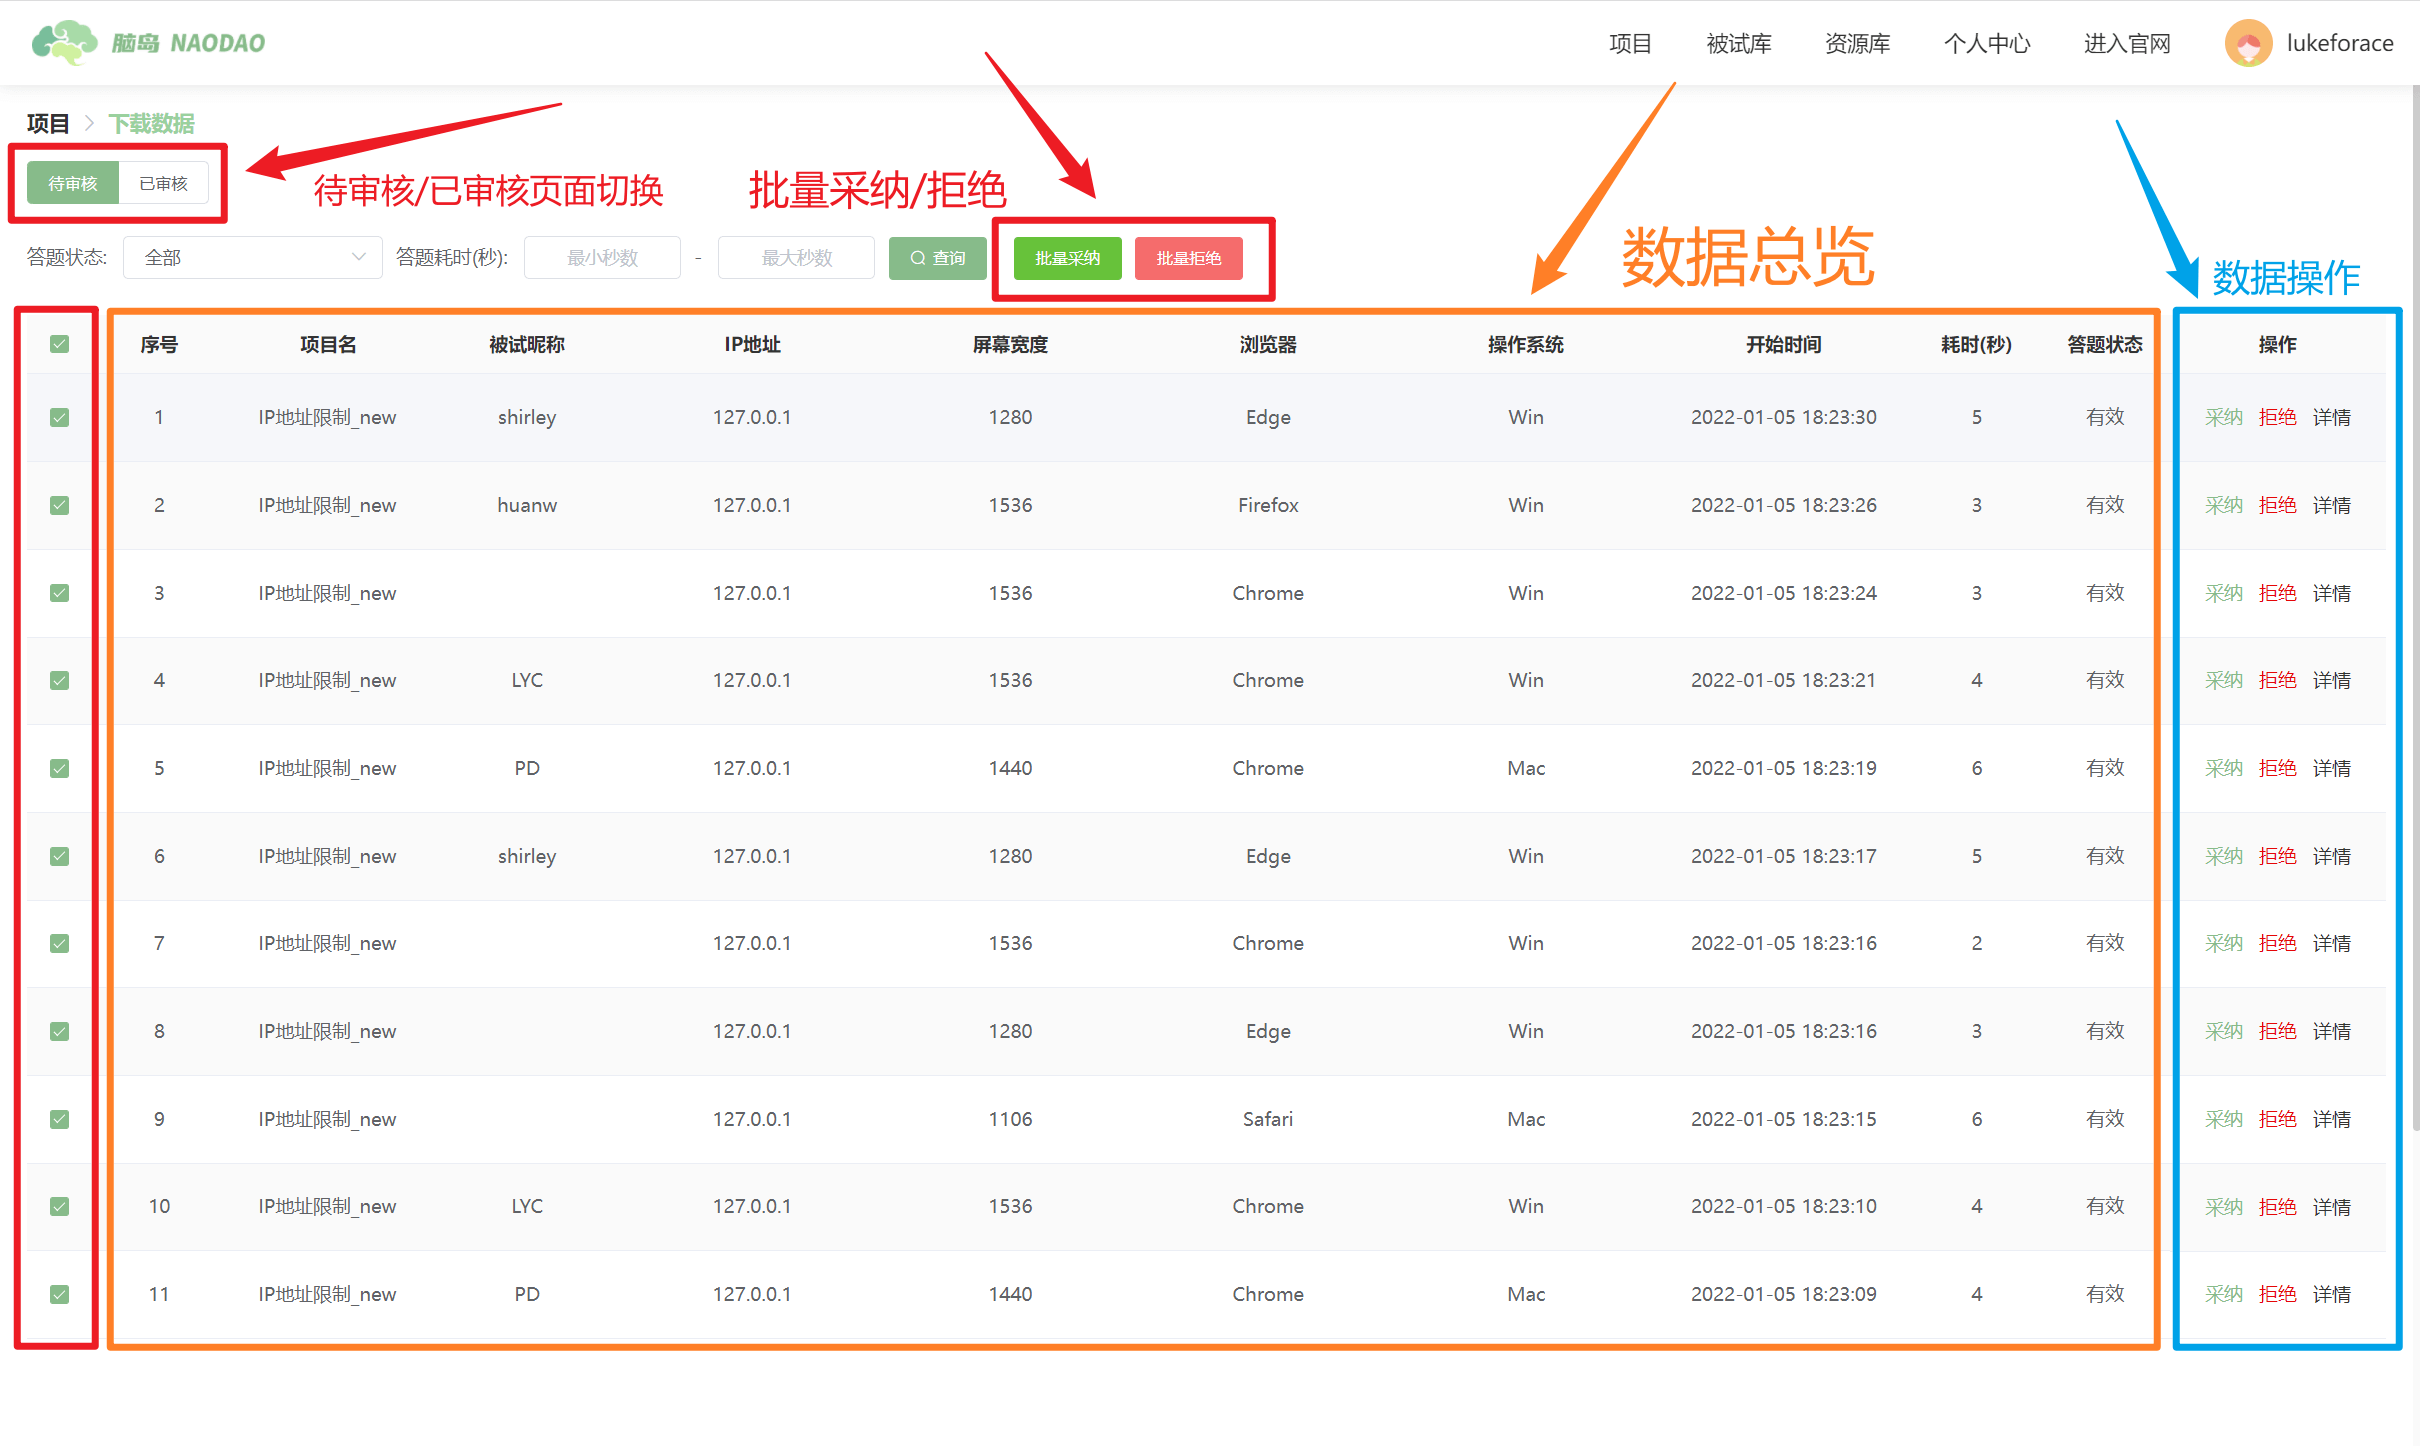 脑岛 NAODAO
项目 被试库 资源库 个人中心 进入官网 lukeforace
项目 > 下载数据
待审核 已审核
待审核/已审核页面切换
批量采纳/拒绝
数据总览
数据操作
答题状态: 全部 答题耗时(秒): 最小秒数 - 最大秒数 查询 批量采纳 批量拒绝
序号 项目名 被试昵称 IP地址 屏幕宽度 浏览器 操作系统 开始时间 耗时(秒) 答题状态 操作
1 IP地址限制_new shirley 127.0.0.1 1280 Edge Win 2022-01-05 18:23:30 5 有效 采纳 拒绝 详情
2 IP地址限制_new huanw 127.0.0.1 1536 Firefox Win 2022-01-05 18:23:26 3 有效 采纳 拒绝 详情
3 IP地址限制_new 127.0.0.1 1536 Chrome Win 2022-01-05 18:23:24 3 有效 采纳 拒绝 详情
4 IP地址限制_new LYC 127.0.0.1 1536 Chrome Win 2022-01-05 18:23:21 4 有效 采纳 拒绝 详情
5 IP地址限制_new PD 127.0.0.1 1440 Chrome Mac 2022-01-05 18:23:19 6 有效 采纳 拒绝 详情
6 IP地址限制_new shirley 127.0.0.1 1280 Edge Win 2022-01-05 18:23:17 5 有效 采纳 拒绝 详情
7 IP地址限制_new 127.0.0.1 1536 Chrome Win 2022-01-05 18:23:16 2 有效 采纳 拒绝 详情
8 IP地址限制_new 127.0.0.1 1280 Edge Win 2022-01-05 18:23:16 3 有效 采纳 拒绝 详情
9 IP地址限制_new 127.0.0.1 1106 Safari Mac 2022-01-05 18:23:15 6 有效 采纳 拒绝 详情
10 IP地址限制_new LYC 127.0.0.1 1536 Chrome Win 2022-01-05 18:23:10 4 有效 采纳 拒绝 详情
11 IP地址限制_new PD 127.0.0.1 1440 Chrome Mac 2022-01-05 18:23:09 4 有效 采纳 拒绝 详情